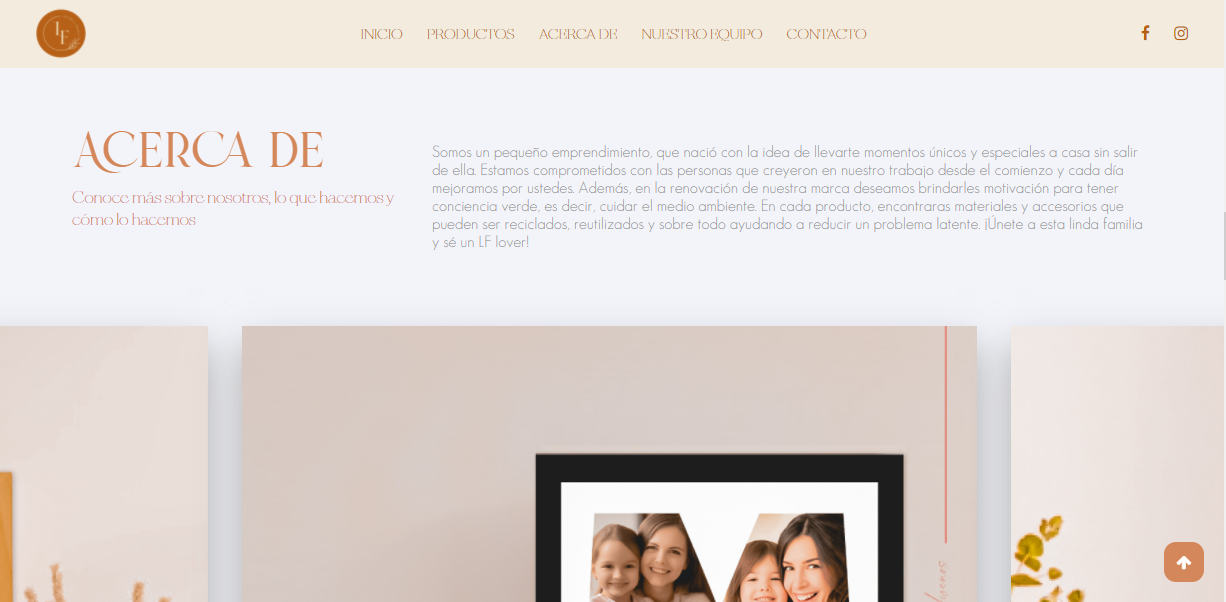 LF
INICIO PRODUCTOS ACERCA DE NUESTRO EQUIPO CONTACTO
ACERCA DE
Conoce más sobre nosotros, lo que hacemos y
cómo lo hacemos
Somos un pequeño emprendimiento, que nació con la idea de llevarte momentos únicos y especiales a casa sin salir
de ella. Estamos comprometidos con las personas que creyeron en nuestro trabajo desde el comienzo y cada día
mejoramos por ustedes. Además, en la renovación de nuestra marca deseamos brindarles motivación para tener
conciencia verde, es decir, cuidar el medio ambiente. En cada producto, encontraras materiales y accesorios que
pueden ser reciclados, reutilizados y sobre todo ayudando a reducir un problema latente. ¡Únete a esta linda familia
y sé un LF lover!